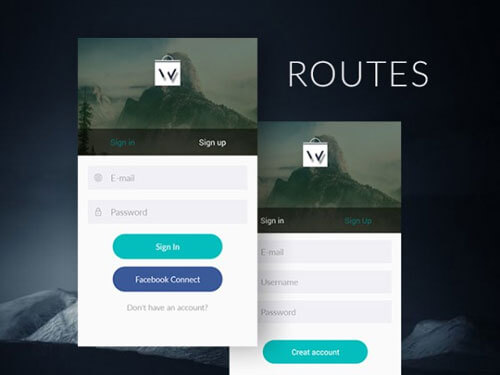 ROUTES
W
Sign in
Sign up
E-mail
Password
Sign In
Facebook Connect
Don't have an account?
W
Sign in
Sign Up
E-mail
Username
Password
Creat account